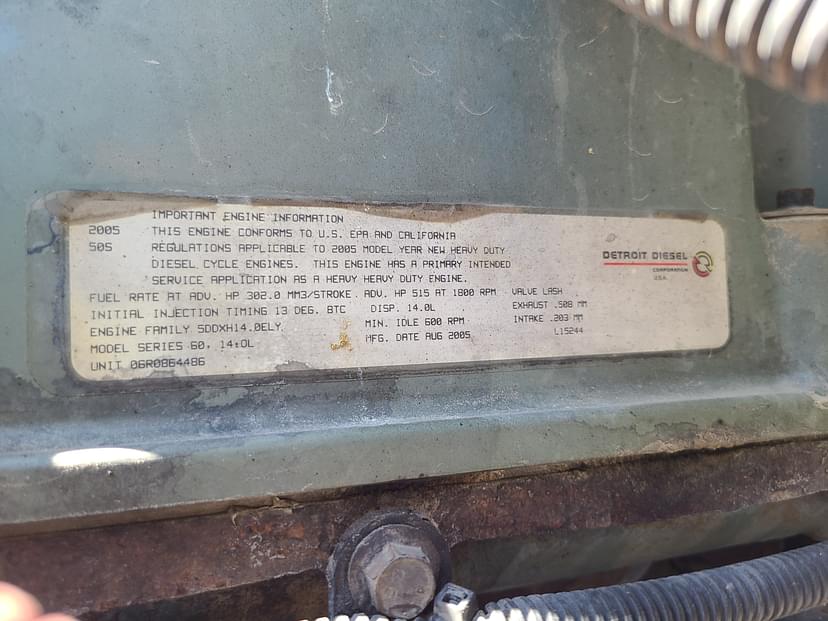 IMPORTANT ENGINE INFORMATION
2005 THIS ENGINE CONFORMS TO U.S. EPA AND CALIFORNIA
50S REGULATIONS APPLICABLE TO 2005 MODEL YEAR NEW HEAVY DUTY
DIESEL CYCLE ENGINES. THIS ENGINE HAS A PRIMARY INTENDED
SERVICE APPLICATION AS A HEAVY HEAVY DUTY ENGINE.
DETROIT DIESEL
CORPORATION
USA
FUEL RATE AT ADV. HP 302.0 MM3/STROKE ADV. HP 515 AT 1800 RPM VALVE LASH
INITIAL INJECTION TIMING 13 DEG. BTC DISP. 14.0L EXHAUST .508 MM
ENGINE FAMILY 5DDXH14.0ELY MIN. IDLE 600 RPM INTAKE .203 MM
MODEL SERIES 60, 14.0L MFG. DATE AUG 2005 L15244
UNIT 06R0864486